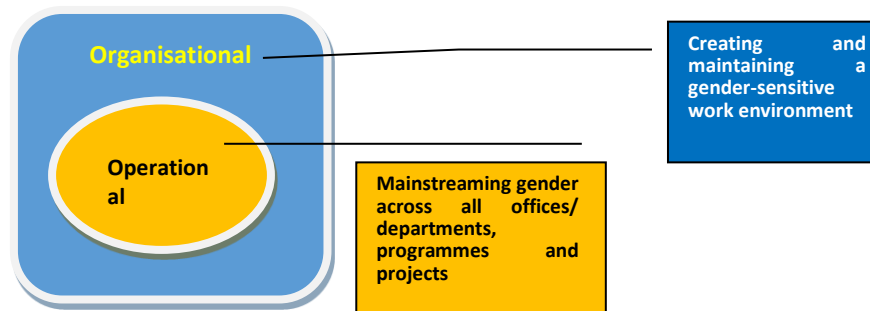 Organisational
Creating and
maintaining a
gender-sensitive
work environment
Operation
al
Mainstreaming gender
across all offices/
departments,
programmes and
projects